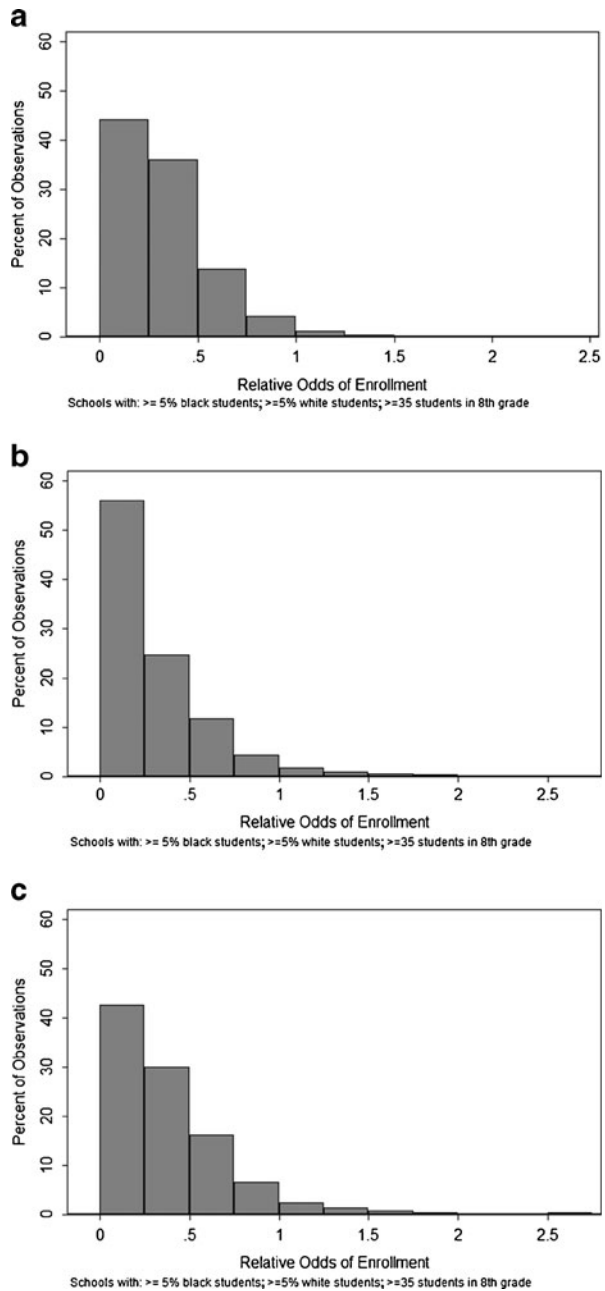 a
60
50
40
30
20
10
0
Percent of Observations
0 .5 1 1.5 2 2.5
Relative Odds of Enrollment
Schools with: >= 5% black students; >=5% white students; >=35 students in 8th grade
b
60
50
40
30
20
10
0
Percent of Observations
0 .5 1 1.5 2 2.5
Relative Odds of Enrollment
Schools with: >= 5% black students; >=5% white students; >=35 students in 8th grade
c
60
50
40
30
20
10
0
Percent of Observations
0 .5 1 1.5 2 2.5
Relative Odds of Enrollment
Schools with: >= 5% black students; >=5% white students; >=35 students in 8th grade